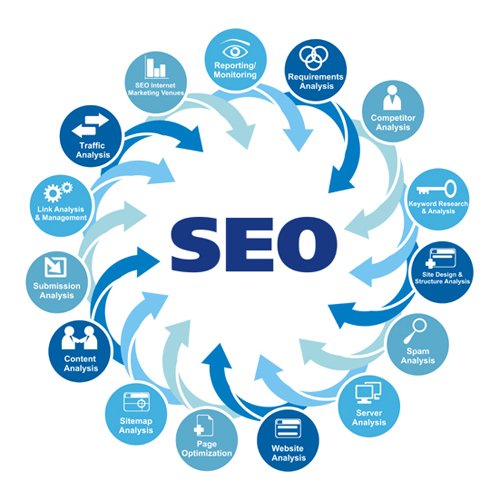 Reporting/
Monitoring
Requirements
Analysis
Competitor
Analysis
Keyword Research
& Analysis
Site Design &
Structure Analysis
Spam
Analysis
Server
Analysis
Website
Analysis
Page
Optimization
Sitemap
Analysis
Content
Analysis
Submission
Analysis
Link Analysis
& Management
Traffic
Analysis
SEO Internet
Marketing Venues
SEO